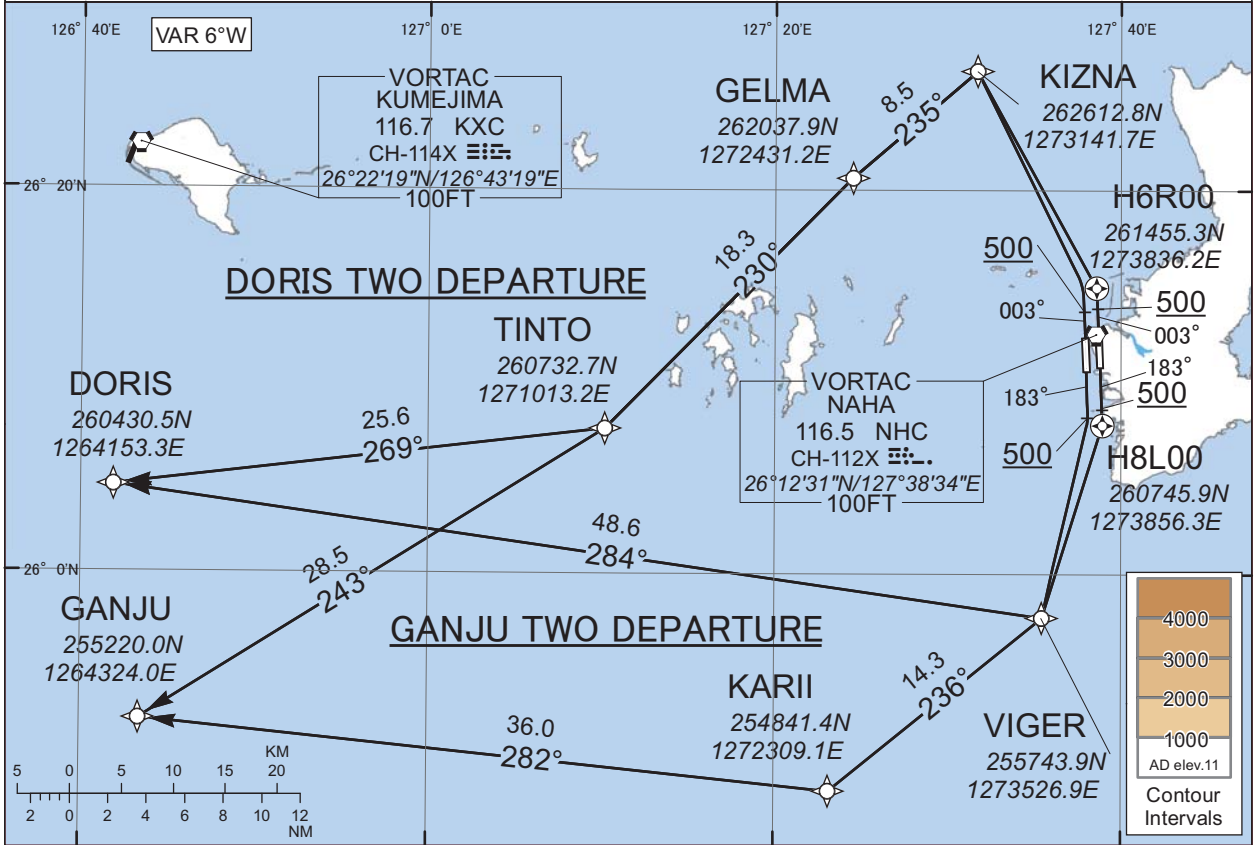 126° 40'E
127° 0'E
127° 20'E
127° 40'E
VAR 6°W
VORTAC
KUMEJIMA
116.7 KXC
CH-114X
26°22'19"N/126°43'19"E
100FT
GELMA
262037.9N
1272431.2E
8.5
235°
KIZNA
262612.8N
1273141.7E
26° 20'N
H6R00
261455.3N
1273836.2E
500
500
003°
003°
18.3
230°
DORIS TWO DEPARTURE
TINTO
260732.7N
1271013.2E
DORIS
260430.5N
1264153.3E
25.6
269°
VORTAC
NAHA
116.5 NHC
CH-112X
26°12'31"N/127°38'34"E
100FT
183°
183°
500
500
H8L00
260745.9N
1273856.3E
48.6
284°
26° 0'N
28.5
243°
GANJU
255220.0N
1264324.0E
GANJU TWO DEPARTURE
KARII
254841.4N
1272309.1E
14.3
236°
VIGER
255743.9N
1273526.9E
36.0
282°
KM
5 0 5 10 15 20
2 0 2 4 6 8 10 12
NM
4000
3000
2000
1000
AD elev.11
Contour
Intervals